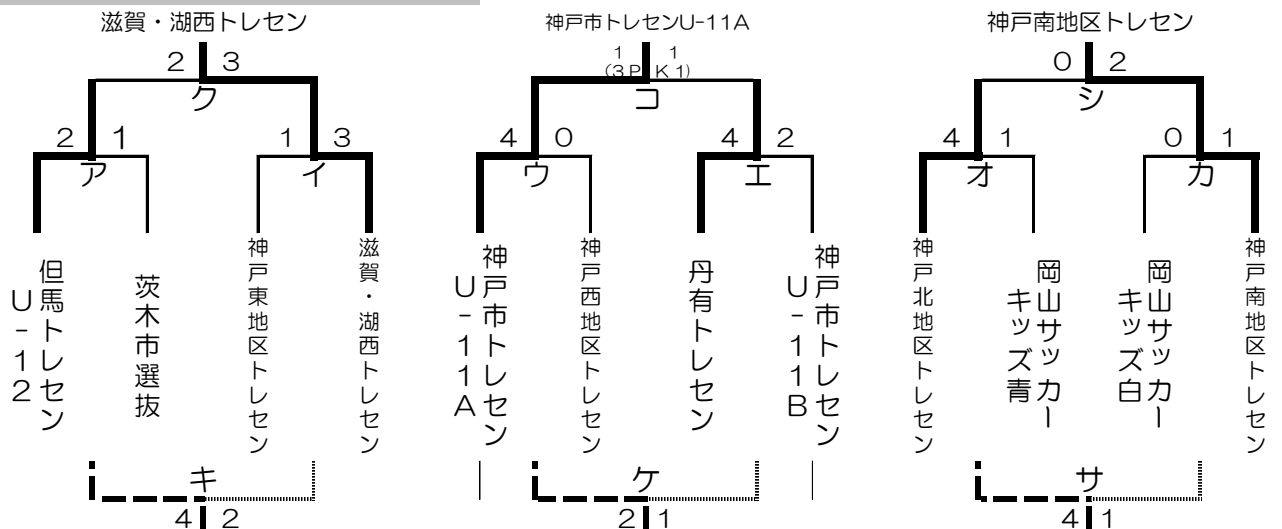 滋賀・湖西トレセン
神戸市トレセンU-11A
神戸南地区トレセン
2 3
1 1
(3 PK 1)
0 2
ク
コ
シ
2 1
1 3
4 0
4 2
4 1
0 1
ア
イ
ウ
エ
オ
カ
但馬トレセン
U-12
茨木市選抜
神戸東地区トレセン
滋賀・湖西トレセン
神戸市トレセン
U-11A
神戸西地区トレセン
丹有トレセン
神戸市トレセン
U-11B
神戸北地区トレセン
岡山サッカー
キッズ青
岡山サッカー
キッズ白
神戸南地区トレセン
キ
ケ
サ
4 2
2 1
4 1